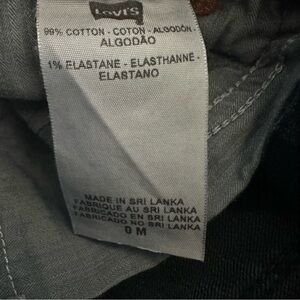 Levi's
99% COTTON - COTON - ALGODÓN -
ALGODÃO
1% ELASTANE - ELASTHANNE -
ELASTANO
MADE IN SRI LANKA
FABRIQUE AU SRI LANKA
FABRICADO EN SRI LANKA
FABRICADO NO SRI LANKA
0 M